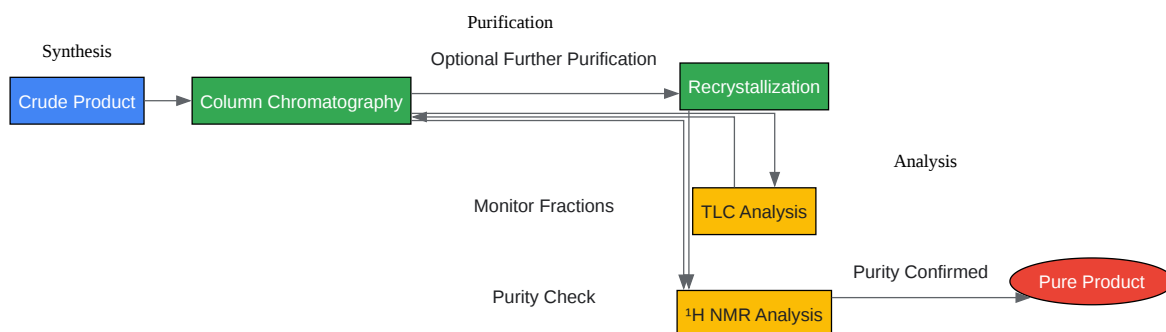 Purification
Synthesis
Optional Further Purification
Crude Product
Column Chromatography
Recrystallization
Analysis
Monitor Fractions
TLC Analysis
Purity Check
¹H NMR Analysis
Purity Confirmed
Pure Product